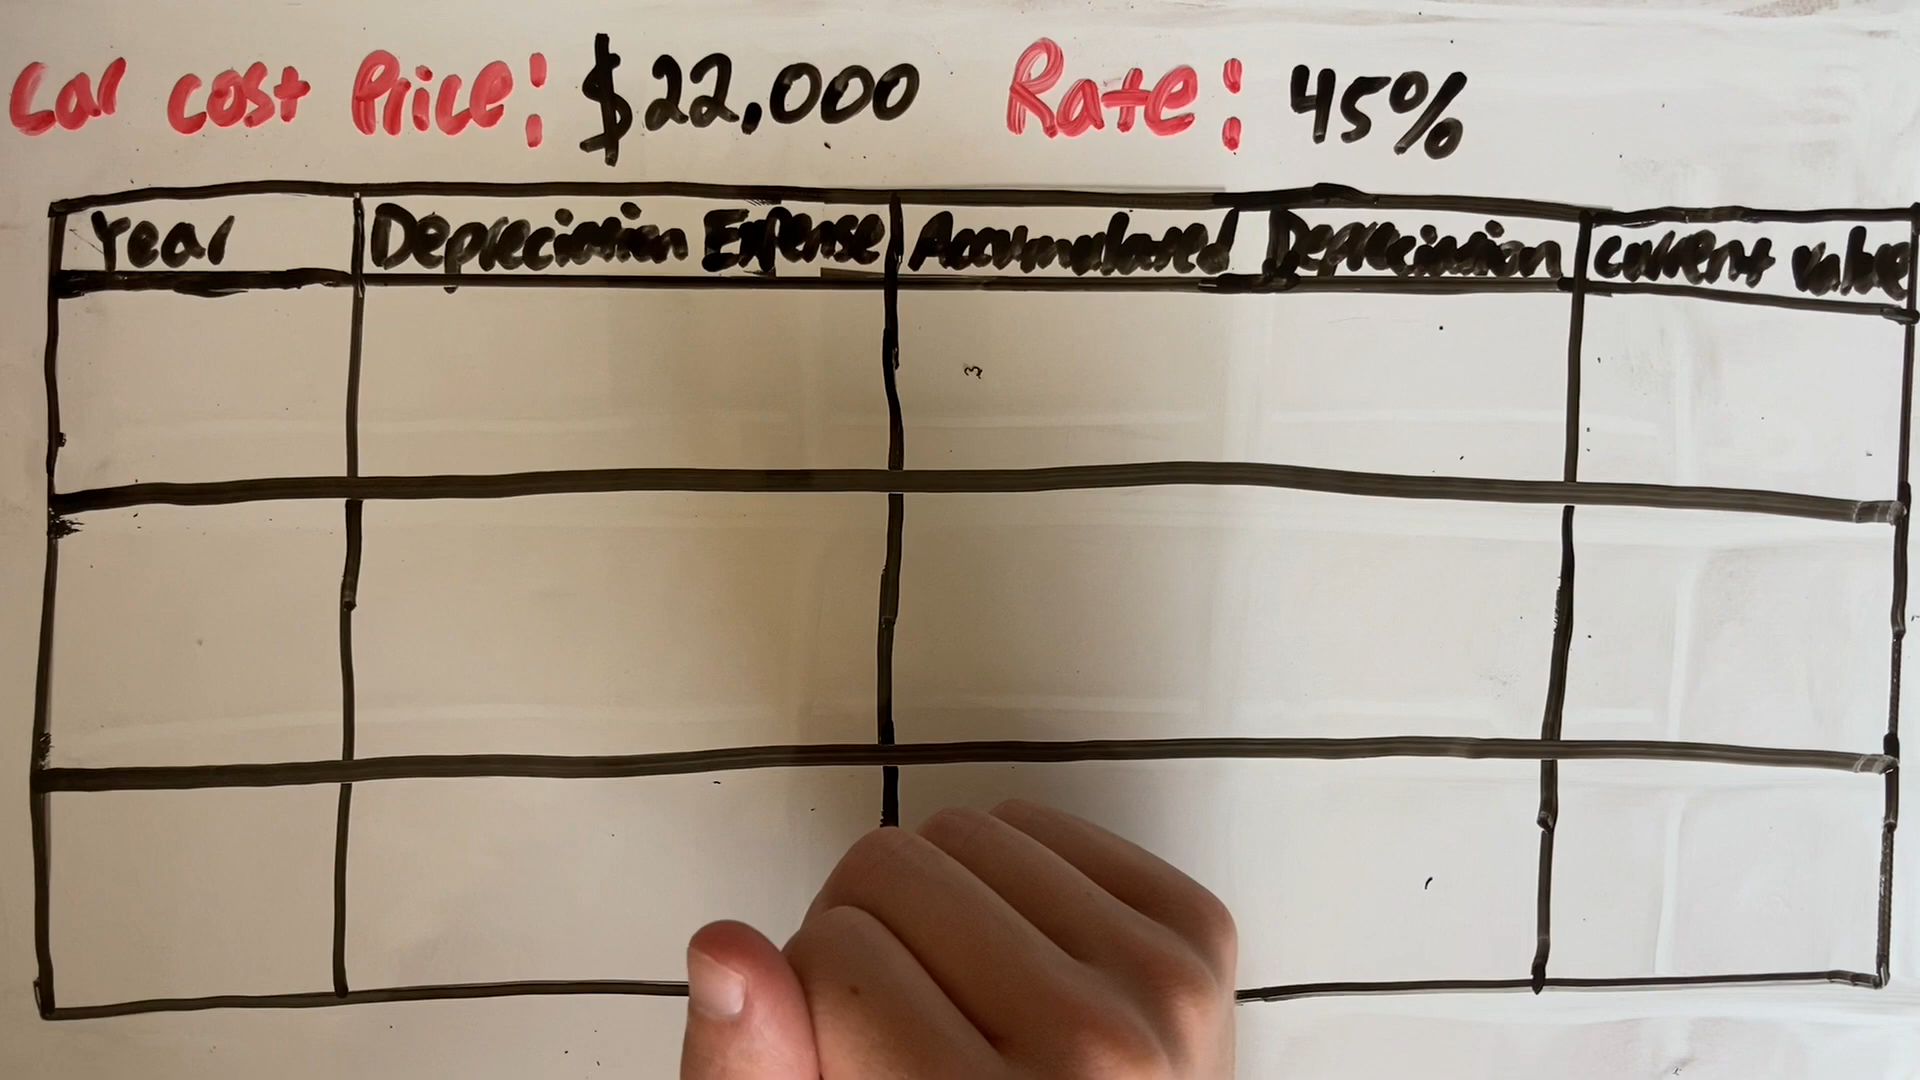 Car cost Price: $22,000 Rate: 45%
Year Depreciation Expense Accumulated Depreciation current value